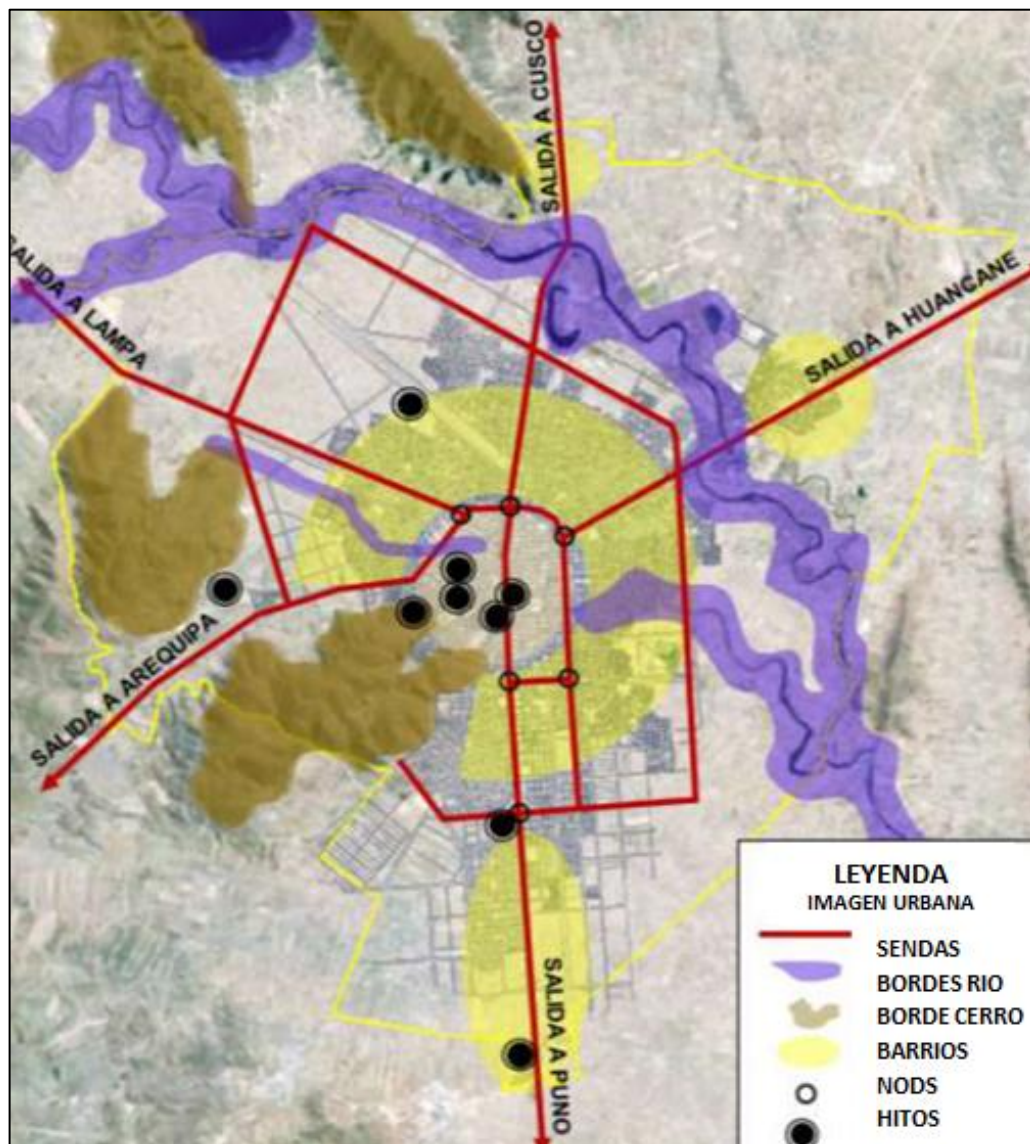 SALIDA A CUSCO
SALIDA A HUANCANE
SALIDA A LAMPA
SALIDA A AREQUIPA
SALIDA A PUNO
LEYENDA
IMAGEN URBANA
SENDAS
BORDES RIO
BORDE CERRO
BARRIOS
NODS
HITOS